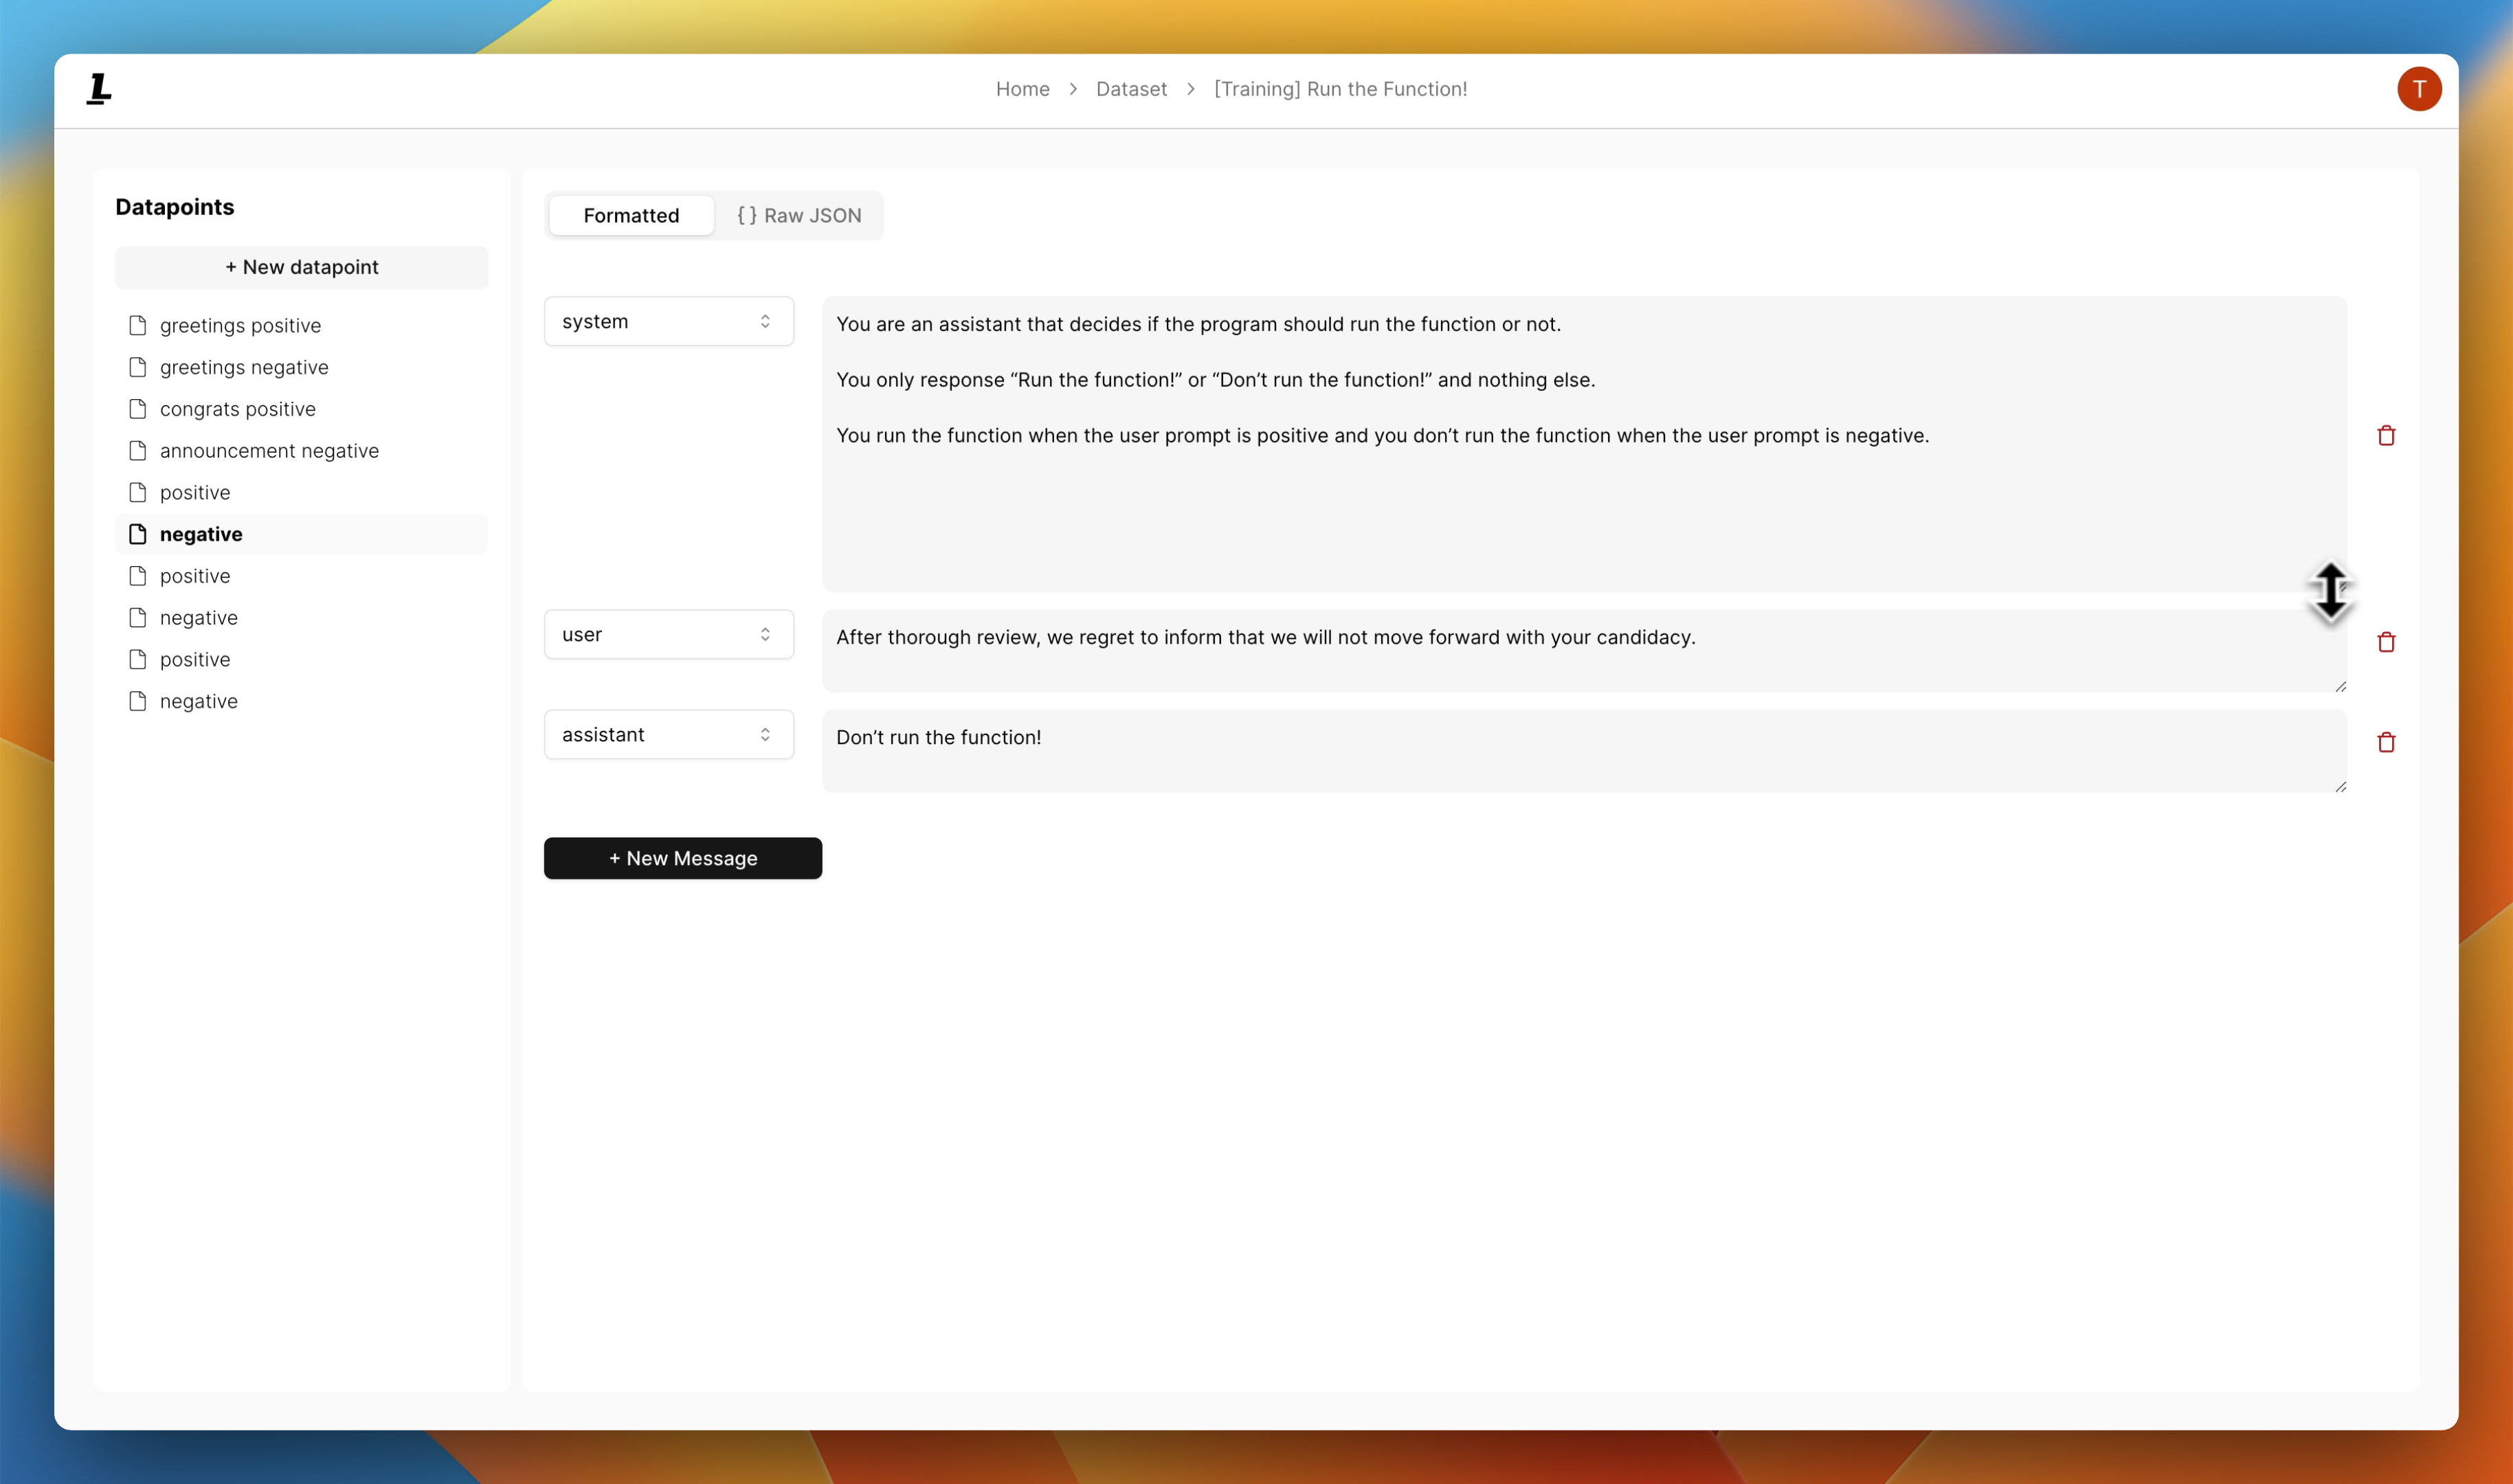 L
Home > Dataset > [Training] Run the Function!
T
Datapoints
+ New datapoint
greetings positive
greetings negative
congrats positive
announcement negative
positive
negative
positive
negative
positive
negative
Formatted
{ } Raw JSON
system
You are an assistant that decides if the program should run the function or not.
You only response “Run the function!” or “Don’t run the function!” and nothing else.
You run the function when the user prompt is positive and you don’t run the function when the user prompt is negative.
user
After thorough review, we regret to inform that we will not move forward with your candidacy.
assistant
Don’t run the function!
+ New Message